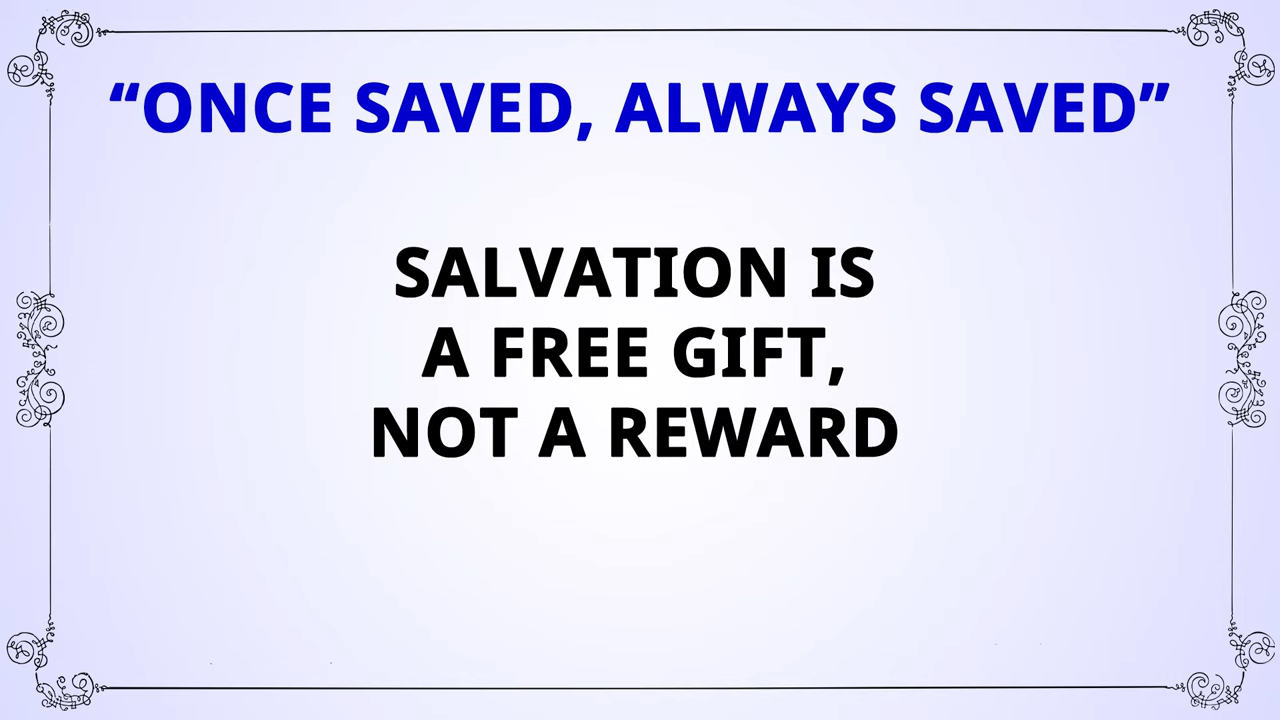 “ONCE SAVED, ALWAYS SAVED”
SALVATION IS
A FREE GIFT,
NOT A REWARD